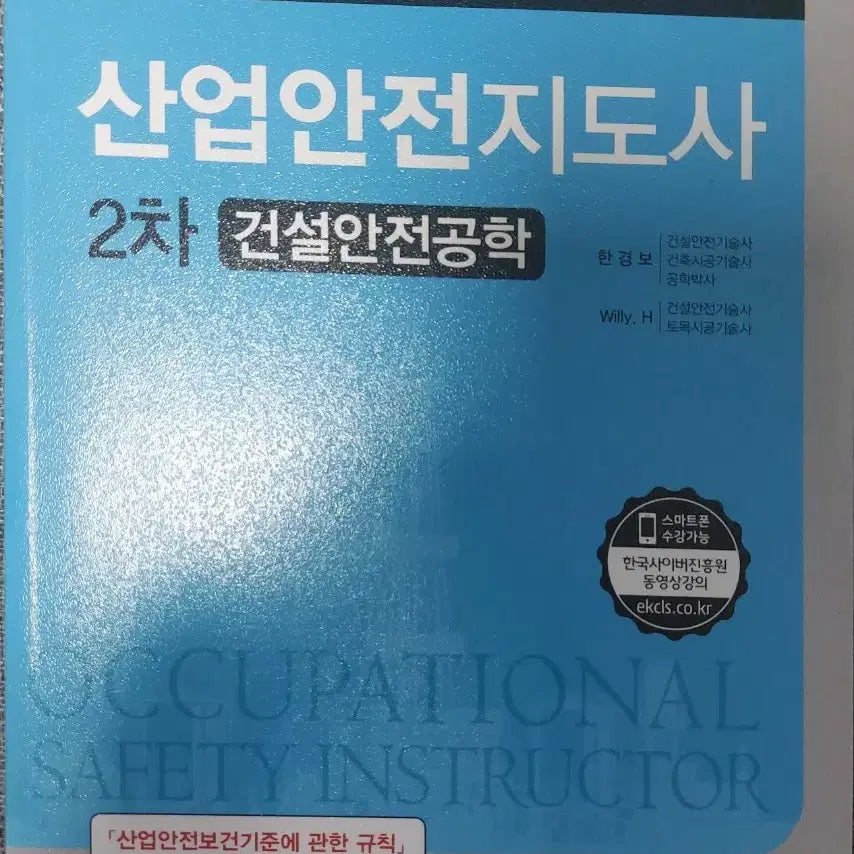 산업안전지도사
2차 건설안전공학
한경보
건설안전기술사
건축시공기술사
공학박사
Willy. H
건설안전기술사
토목시공기술사
스마트폰
수강가능
한국사이버진흥원
동영상강의
ekcls.co.kr
OCCUPATIONAL
SAFETY INSTRUCTOR
「산업안전보건기준에 관한 규칙」